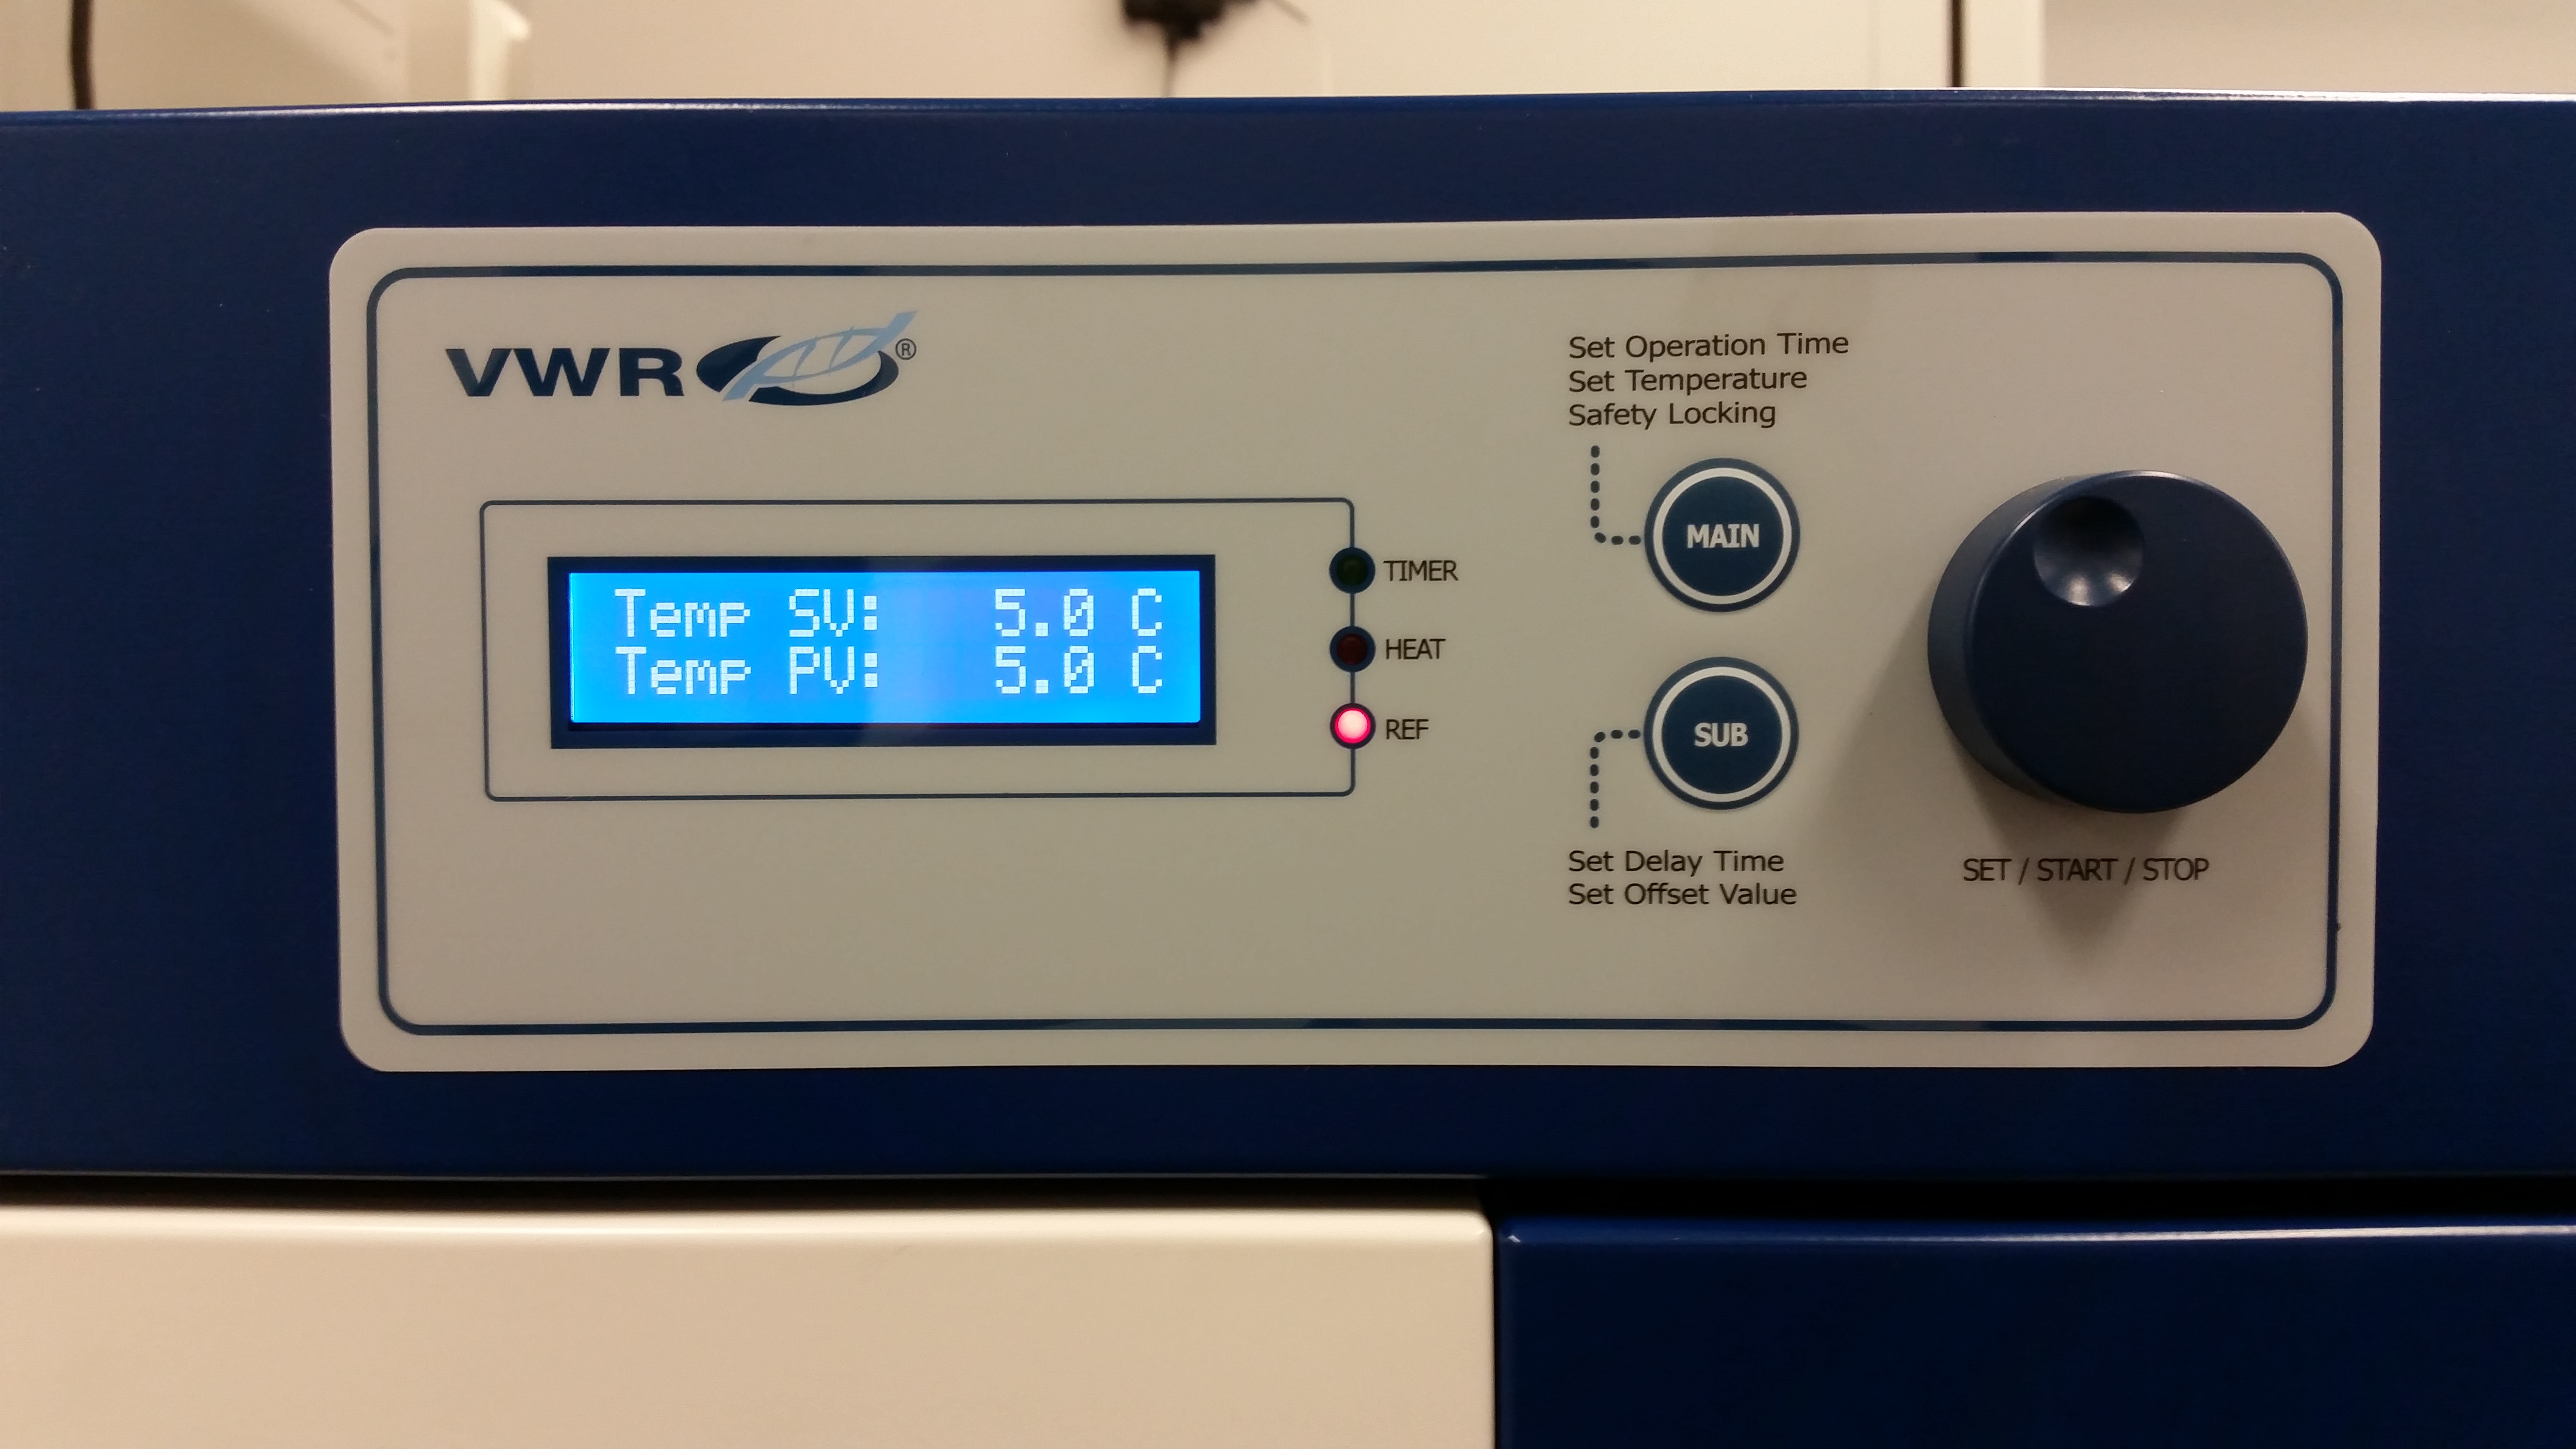 VWR®
Temp SV: 5.0 C
Temp PV: 5.0 C
TIMER
HEAT
REF
Set Operation Time
Set Temperature
Safety Locking
MAIN
SUB
Set Delay Time
Set Offset Value
SET / START / STOP